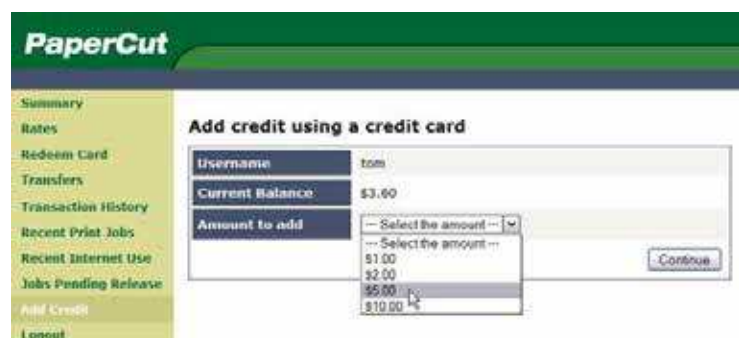 PaperCut
Summary
Rates
Redeem Card
Transfers
Transaction History
Recent Print Jobs
Recent Internet Use
Jobs Pending Release
Add Credit
Logout
Add credit using a credit card
Username tom
Current Balance $3.60
Amount to add --- Select the amount ---
--- Select the amount ---
$1.00
$2.00
$5.00
$10.00
Continue